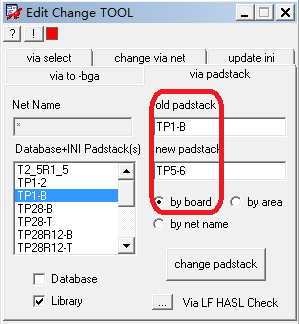 Edit Change TOOL
? !
via select change via net update ini
via to -bga via padstack
Net Name
*
Database+INI Padstack(s)
T2_5R1_5
TP1-2
TP1-B
TP28-B
TP28-T
TP28R12-B
TP28R12-T
Database
Library
old padstack
TP1-B
new padstack
TP5-6
by board by area
by net name
change padstack
... Via LF HASL Check